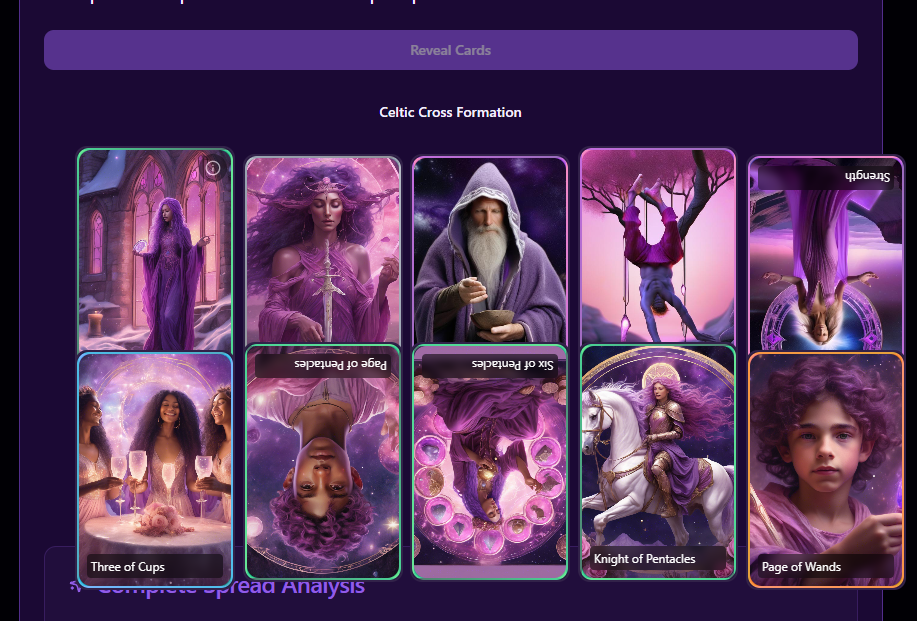 Reveal Cards
Celtic Cross Formation
Strength
Page of Pentacles
Six of Pentacles
Knight of Pentacles
Three of Cups
Page of Wands
Complete Spread Analysis